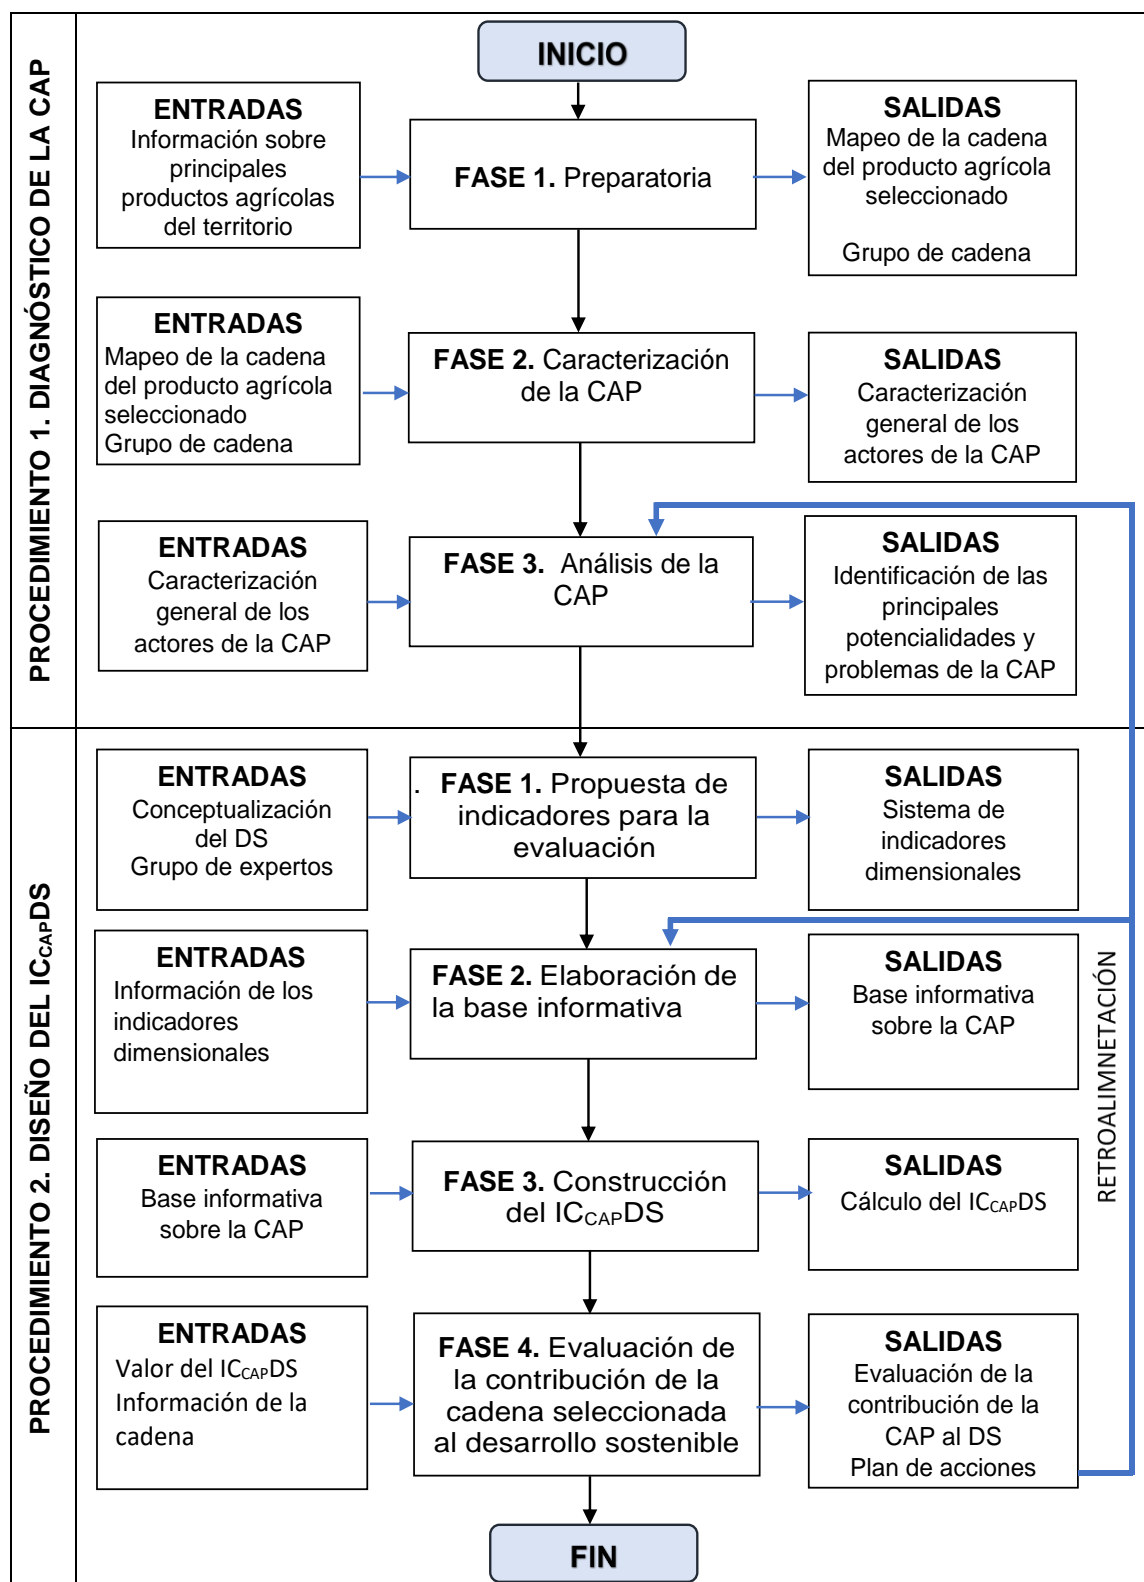 PROCEDIMIENTO 1. DIAGNÓSTICO DE LA CAP
INICIO
ENTRADAS
Información sobre
principales
productos agrícolas
del territorio
FASE 1. Preparatoria
SALIDAS
Mapeo de la cadena
del producto agrícola
seleccionado
Grupo de cadena
ENTRADAS
Mapeo de la cadena
del producto agrícola
seleccionado
Grupo de cadena
FASE 2. Caracterización
de la CAP
SALIDAS
Caracterización
general de los
actores de la CAP
ENTRADAS
Caracterización
general de los
actores de la CAP
FASE 3. Análisis de la
CAP
SALIDAS
Identificación de las
principales
potencialidades y
problemas de la CAP
PROCEDIMIENTO 2. DISEÑO DEL ICCAPDS
ENTRADAS
Conceptualización
del DS
Grupo de expertos
. FASE 1. Propuesta de
indicadores para la
evaluación
SALIDAS
Sistema de
indicadores
dimensionales
ENTRADAS
Información de los
indicadores
dimensionales
FASE 2. Elaboración de
la base informativa
SALIDAS
Base informativa
sobre la CAP
RETROALIMNETACIÓN
ENTRADAS
Base informativa
sobre la CAP
FASE 3. Construcción
del ICCAPDS
SALIDAS
Cálculo del ICCAPDS
ENTRADAS
Valor del ICCAPDS
Información de la
cadena
FASE 4. Evaluación de
la contribución de la
cadena seleccionada
al desarrollo sostenible
SALIDAS
Evaluación de la
contribución de la
CAP al DS
Plan de acciones
FIN